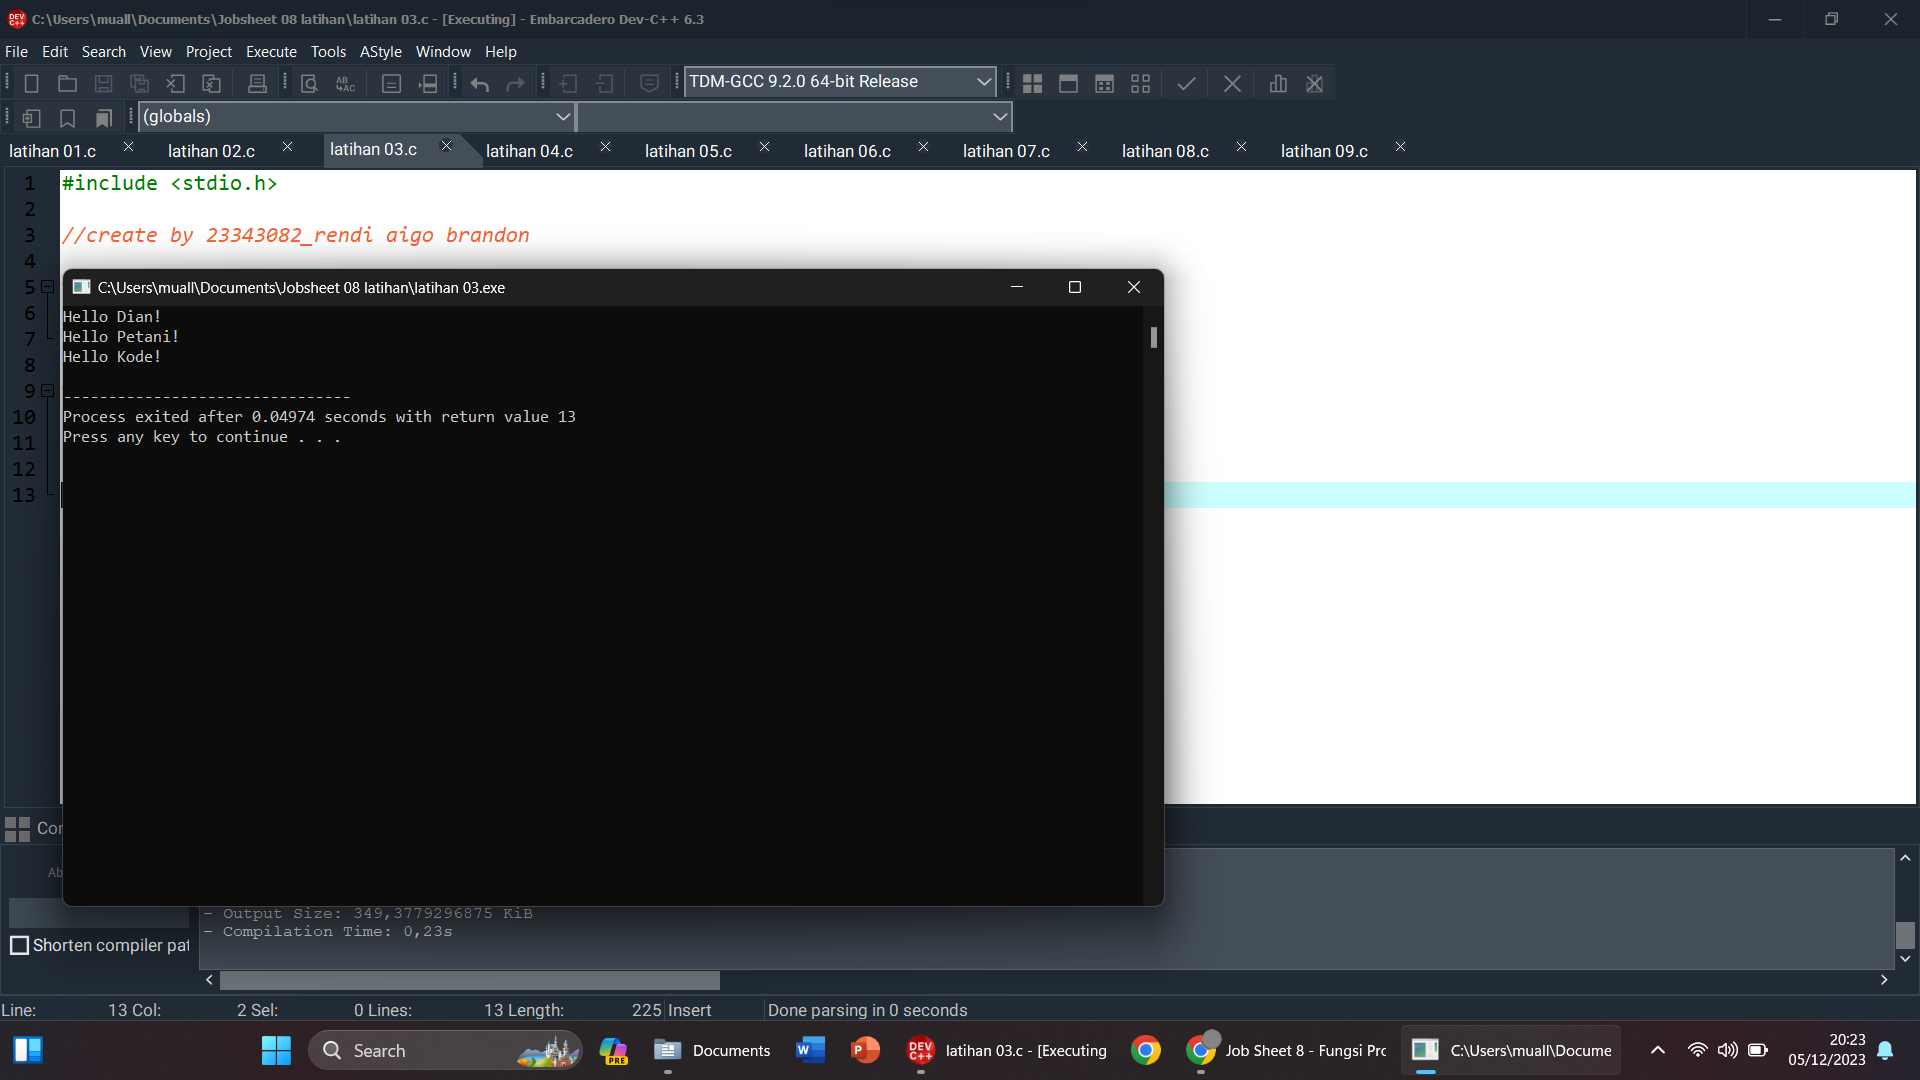 C:\Users\muall\Documents\Jobsheet 08 latihan\latihan 03.c - [Executing] - Embarcadero Dev-C++ 6.3
File Edit Search View Project Execute Tools AStyle Window Help
TDM-GCC 9.2.0 64-bit Release
(globals)
latihan 01.c latihan 02.c latihan 03.c latihan 04.c latihan 05.c latihan 06.c latihan 07.c latihan 08.c latihan 09.c
1 #include <stdio.h>
2
3 //create by 23343082_rendi aigo brandon
4
5
6
7
8
9
10
11
12
13
C:\Users\muall\Documents\Jobsheet 08 latihan\latihan 03.exe
Hello Dian!
Hello Petani!
Hello Kode!
--------------------------------
Process exited after 0.04974 seconds with return value 13
Press any key to continue . . .
- Output Size: 349,3779296875 KiB
- Compilation Time: 0,23s
Shorten compiler pat
Line: 13 Col: 2 Sel: 0 Lines: 13 Length: 225 Insert Done parsing in 0 seconds
Search Documents latihan 03.c - [Executing Job Sheet 8 - Fungsi Prc C:\Users\muall\Docume 20:23
05/12/2023